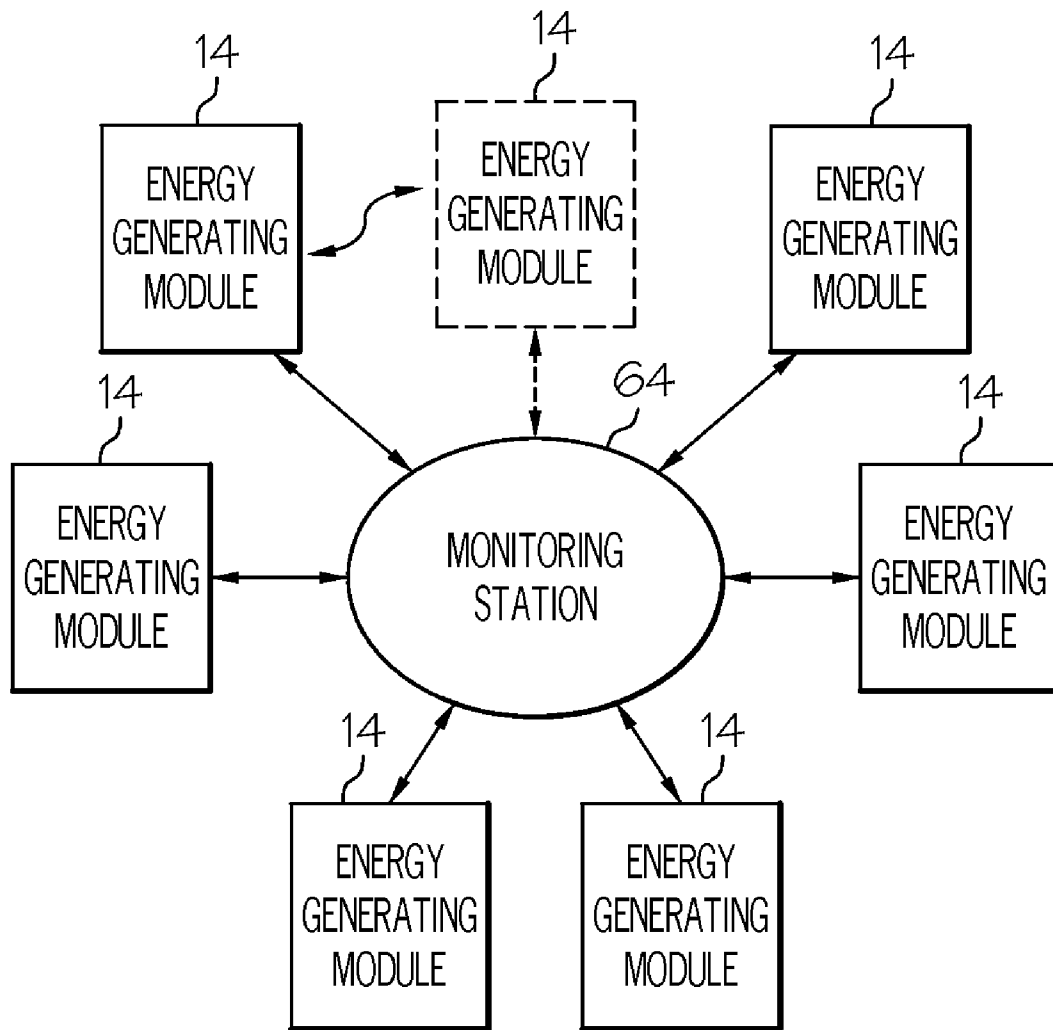 14
14
14
ENERGY
GENERATING
MODULE
ENERGY
GENERATING
MODULE
ENERGY
GENERATING
MODULE
64
14
14
ENERGY
GENERATING
MODULE
MONITORING
STATION
ENERGY
GENERATING
MODULE
14
14
ENERGY
GENERATING
MODULE
ENERGY
GENERATING
MODULE